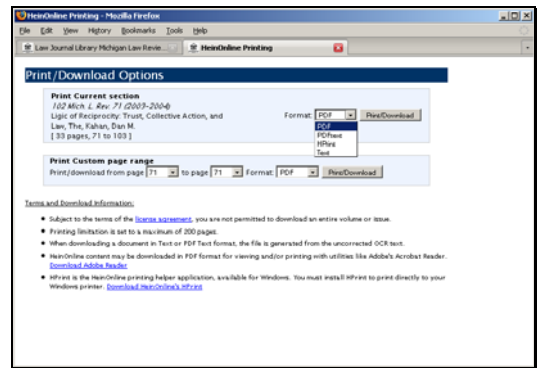 HeinOnline Printing - Mozilla Firefox
File Edit View History Bookmarks Tools Help
Law Journal Library Michigan Law Revie... HeinOnline Printing
Print/Download Options
Print Current section
102 Mich. L. Rev. 71 (2003-2004)
Ligic of Reciprocity: Trust, Collective Action, and Format: PDF Print/Download
Law, The, Kahan, Dan M. PDF
[ 33 pages, 71 to 103 ] PDFtext
HPrint
Text
Print Custom page range
Print/download from page 71 to page 71 Format: PDF Print/Download
Terms and Download Information:
Subject to the terms of the license agreement, you are not permitted to download an entire volume or issue.
Printing limitation is set to a maximum of 200 pages.
When downloading a document in Text or PDF Text format, the file is generated from the uncorrected OCR text.
HeinOnline content may be downloaded in PDF format for viewing and/or printing with utilities like Adobe's Acrobat Reader.
Download Adobe Reader
HPrint is the HeinOnline printing helper application, available for Windows. You must install HPrint to print directly to your
Windows printer. Download HeinOnline's HPrint